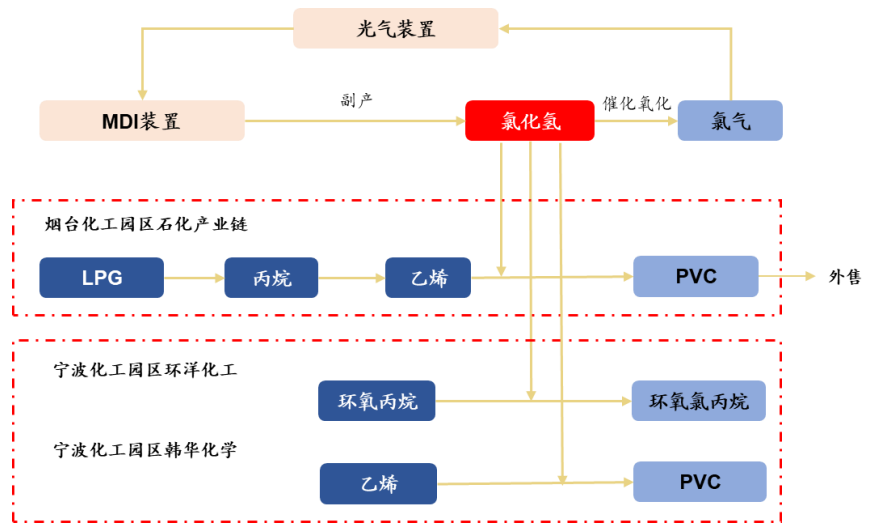 光气装置
副产
催化氧化
MDI装置
氯化氢
氯气
烟台化工园区石化产业链
LPG
丙烷
乙烯
PVC
外售
宁波化工园区环洋化工
环氧丙烷
环氧氯丙烷
宁波化工园区韩华化学
乙烯
PVC